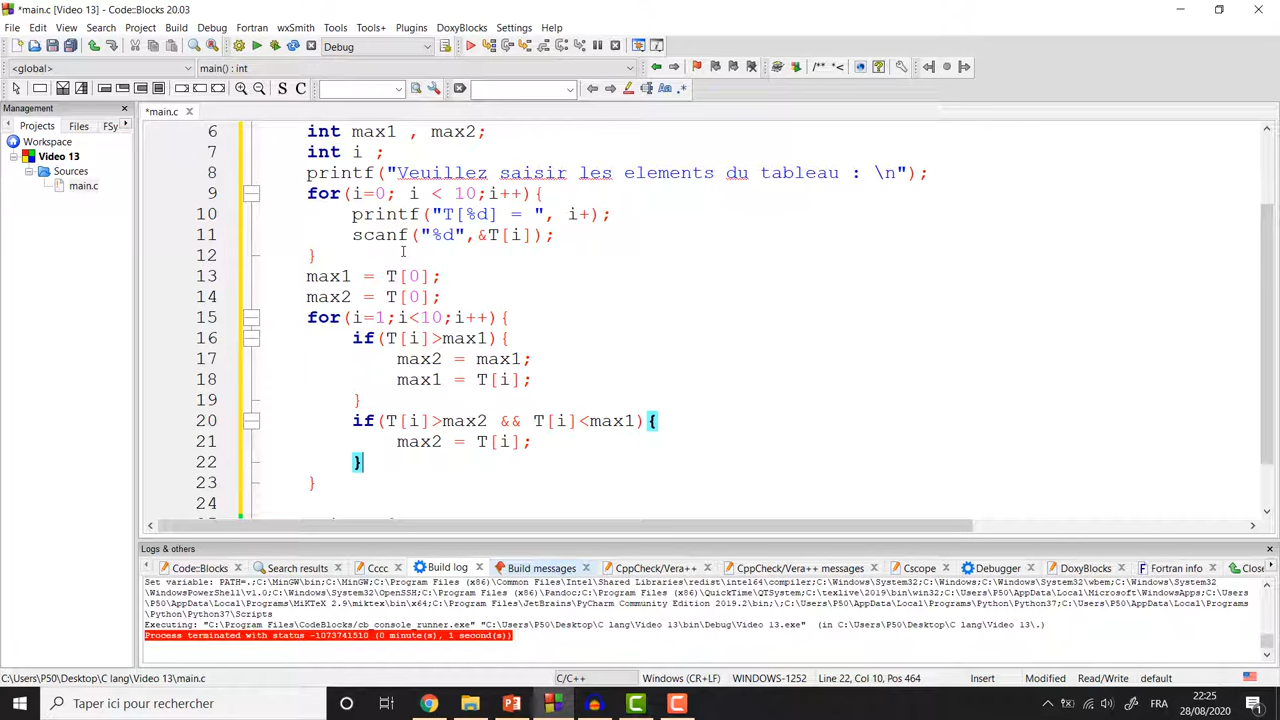 *main.c [Video 13] - Code::Blocks 20.03
File Edit View Search Project Build Debug Fortran wxSmith Tools Tools+ Plugins DoxyBlocks Settings Help
Debug
<global> main() : int /** *<
S C .*
Management
Projects Files FSy
Workspace
Video 13
Sources
main.c
*main.c
6 int max1 , max2;
7 int i ;
8 printf("Veuillez saisir les elements du tableau : \n");
9 for(i=0; i < 10;i++){
10 printf("T[%d] = ", i+);
11 scanf("%d",&T[i]);
12 }
13 max1 = T[0];
14 max2 = T[0];
15 for(i=1;i<10;i++){
16 if(T[i]>max1){
17 max2 = max1;
18 max1 = T[i];
19 }
20 if(T[i]>max2 && T[i]<max1){
21 max2 = T[i];
22 }
23 }
24
Logs & others
Code::Blocks Search results Cccc Build log Build messages CppCheck/Vera++ CppCheck/Vera++ messages Cscope Debugger DoxyBlocks Fortran info Close
Set variable: PATH=.;C:\MinGW\bin;C:\MinGW;C:\Program Files (x86)\Common Files\Intel\Shared Libraries\redist\intel64\compiler;C:\Windows\System32;C:\Windows;C:\Windows\System32\wbem;C:\Windows\System32
\WindowsPowerShell\v1.0;C:\Windows\System32\OpenSSH;C:\Program Files (x86)\Pandoc;C:\Program Files (x86)\QuickTime\QTSystem;C:\texlive\2019\bin\win32;C:\Users
\P50\AppData\Local\Microsoft\WindowsApps;C:\Users
\P50\AppData\Local\Programs\MiKTeX 2.9\miktex\bin\x64;C:\Program Files\JetBrains\PyCharm Community Edition 2019.2\bin;\;C:\Users\P50\AppData\Local\Programs\Python\Python37;C:\Users\P50\AppData\Local
\Programs\Python\Python37\Scripts
Executing: "C:\Program Files\CodeBlocks/cb_console_runner.exe" "C:\Users\P50\Desktop\C lang\Video 13\bin\Debug\Video 13.exe" (in C:\Users\P50\Desktop\C lang\Video 13\.)
Process terminated with status -1073741510 (0 minute(s), 1 second(s))
C:\Users\P50\Desktop\C lang\Video 13\main.c C/C++ Windows (CR+LF) WINDOWS-1252 Line 22, Col 10, Pos 464 Insert Modified Read/Write default
Taper ici pour rechercher FR 22:25
28/08/2020